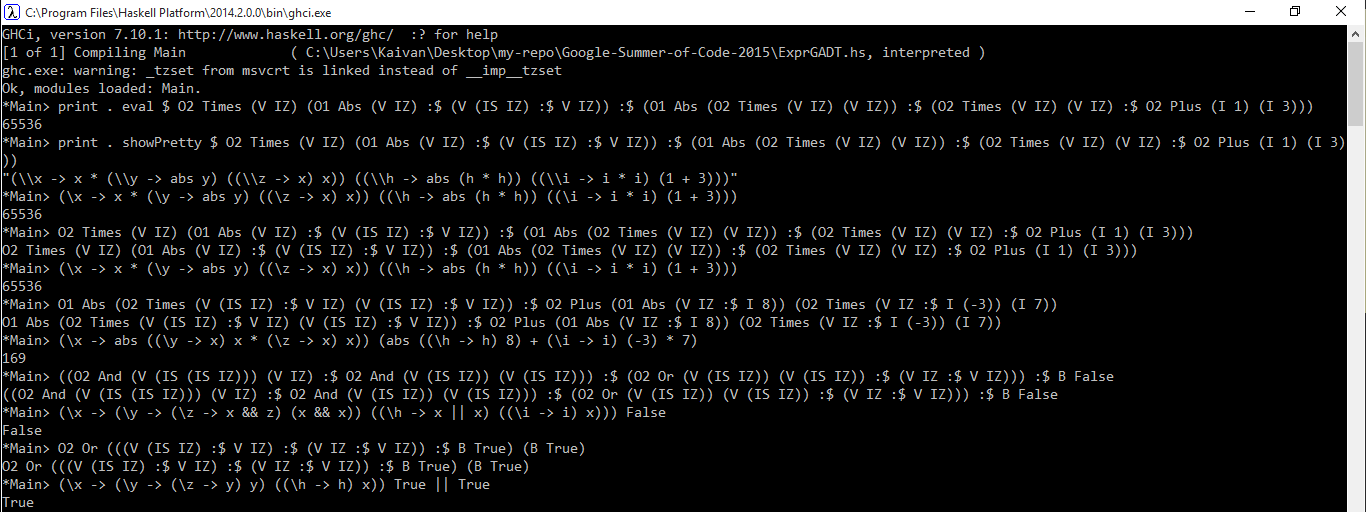 C:\Program Files\Haskell Platform\2014.2.0.0\bin\ghci.exe
GHCi, version 7.10.1: http://www.haskell.org/ghc/  :? for help
[1 of 1] Compiling Main             ( C:\Users\Kaivan\Desktop\my-repo\Google-Summer-of-Code-2015\ExprGADT.hs, interpreted )
ghc.exe: warning: _tzset from msvcrt is linked instead of __imp__tzset
Ok, modules loaded: Main.
*Main> print . eval $ O2 Times (V IZ) (O1 Abs (V IZ) :$ (V (IS IZ) :$ V IZ)) :$ (O1 Abs (O2 Times (V IZ) (V IZ)) :$ (O2 Times (V IZ) (V IZ) :$ O2 Plus (I 1) (I 3)))
65536
*Main> print . showPretty $ O2 Times (V IZ) (O1 Abs (V IZ) :$ (V (IS IZ) :$ V IZ)) :$ (O1 Abs (O2 Times (V IZ) (V IZ)) :$ (O2 Times (V IZ) (V IZ) :$ O2 Plus (I 1) (I 3)
))
"(\\x -> x * (\\y -> abs y) ((\\z -> x) x)) ((\\h -> abs (h * h)) ((\\i -> i * i) (1 + 3)))"
*Main> (\x -> x * (\y -> abs y) ((\z -> x) x)) ((\h -> abs (h * h)) ((\i -> i * i) (1 + 3)))
65536
*Main> O2 Times (V IZ) (O1 Abs (V IZ) :$ (V (IS IZ) :$ V IZ)) :$ (O1 Abs (O2 Times (V IZ) (V IZ)) :$ (O2 Times (V IZ) (V IZ) :$ O2 Plus (I 1) (I 3)))
O2 Times (V IZ) (O1 Abs (V IZ) :$ (V (IS IZ) :$ V IZ)) :$ (O1 Abs (O2 Times (V IZ) (V IZ)) :$ (O2 Times (V IZ) (V IZ) :$ O2 Plus (I 1) (I 3)))
*Main> (\x -> x * (\y -> abs y) ((\z -> x) x)) ((\h -> abs (h * h)) ((\i -> i * i) (1 + 3)))
65536
*Main> O1 Abs (O2 Times (V (IS IZ) :$ V IZ) (V (IS IZ) :$ V IZ)) :$ O2 Plus (O1 Abs (V IZ :$ I 8)) (O2 Times (V IZ :$ I (-3)) (I 7))
O1 Abs (O2 Times (V (IS IZ) :$ V IZ) (V (IS IZ) :$ V IZ)) :$ O2 Plus (O1 Abs (V IZ :$ I 8)) (O2 Times (V IZ :$ I (-3)) (I 7))
*Main> (\x -> abs ((\y -> x) x * (\z -> x) x)) (abs ((\h -> h) 8) + (\i -> i) (-3) * 7)
169
*Main> ((O2 And (V (IS (IS IZ))) (V IZ) :$ O2 And (V (IS IZ)) (V (IS IZ))) :$ (O2 Or (V (IS IZ)) (V (IS IZ)) :$ (V IZ :$ V IZ))) :$ B False
((O2 And (V (IS (IS IZ))) (V IZ) :$ O2 And (V (IS IZ)) (V (IS IZ))) :$ (O2 Or (V (IS IZ)) (V (IS IZ)) :$ (V IZ :$ V IZ))) :$ B False
*Main> (\x -> (\y -> (\z -> x && z) (x && x)) ((\h -> x || x) ((\i -> i) x))) False
False
*Main> O2 Or (((V (IS IZ) :$ V IZ) :$ (V IZ :$ V IZ)) :$ B True) (B True)
O2 Or (((V (IS IZ) :$ V IZ) :$ (V IZ :$ V IZ)) :$ B True) (B True)
*Main> (\x -> (\y -> (\z -> y) y) ((\h -> h) x)) True || True
True